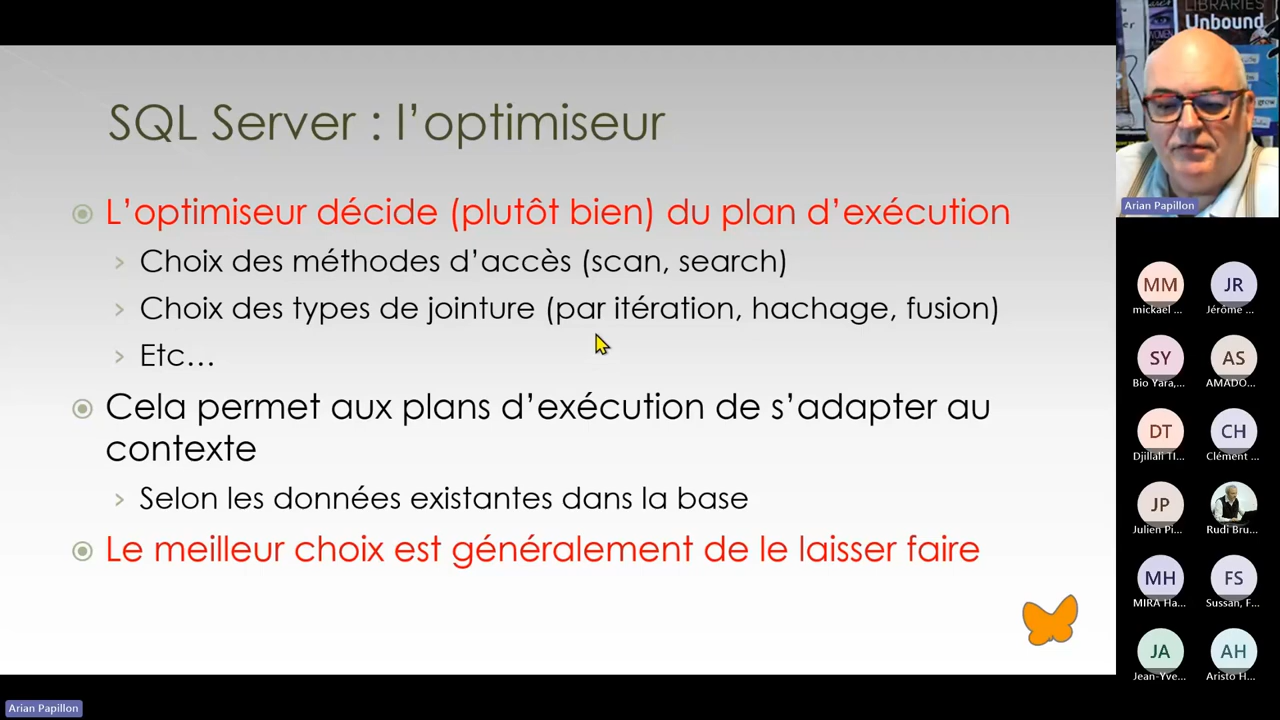 SQL Server : l’optimiseur
L’optimiseur décide (plutôt bien) du plan d’exécution
Choix des méthodes d’accès (scan, search)
Choix des types de jointure (par itération, hachage, fusion)
Etc…
Cela permet aux plans d’exécution de s’adapter au
contexte
Selon les données existantes dans la base
Le meilleur choix est généralement de le laisser faire
LIBRARIES
Unbound
Arian Papillon
MM
JR
mickael ...
Jérôme ...
SY
AS
Bio Yara,...
AMADO...
DT
CH
Djillali TI...
Clément ...
JP
Julien Pi...
Rudi Bru...
MH
FS
MIRA Ha...
Sussan, F...
JA
AH
Jean-Yve...
Aristo H...
Arian Papillon